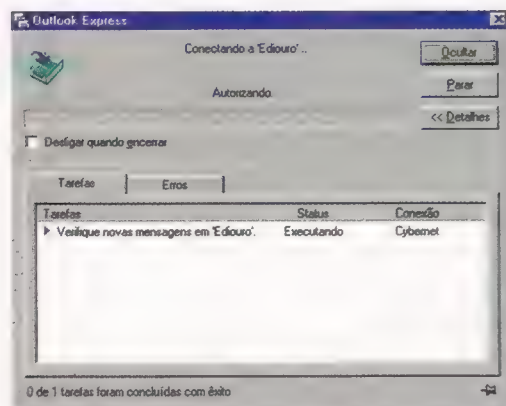 Outlook Express
Conectando a 'Ediouro'...
Autorizando.
Ocultar
Parar
<< Detalhes
Desligar quando encerrar
Tarefas
Erros
Tarefas Status Conexão
Verifique novas mensagens em 'Ediouro'. Executando Cybernet
0 de 1 tarefas foram concluídas com êxito